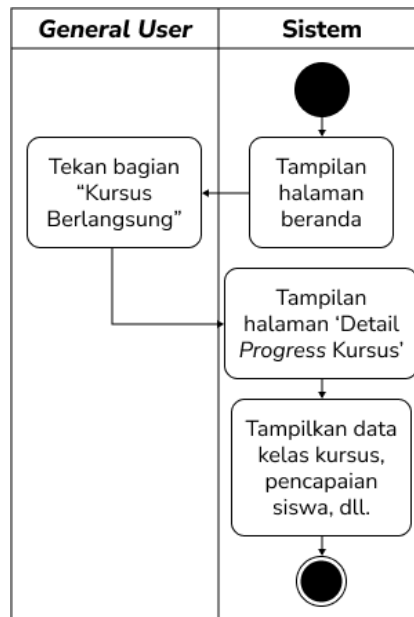 General User
Sistem
Tekan bagian
“Kursus
Berlangsung”
Tampilan
halaman
beranda
Tampilan
halaman ‘Detail
Progress Kursus’
Tampilkan data
kelas kursus,
pencapaian
siswa, dll.